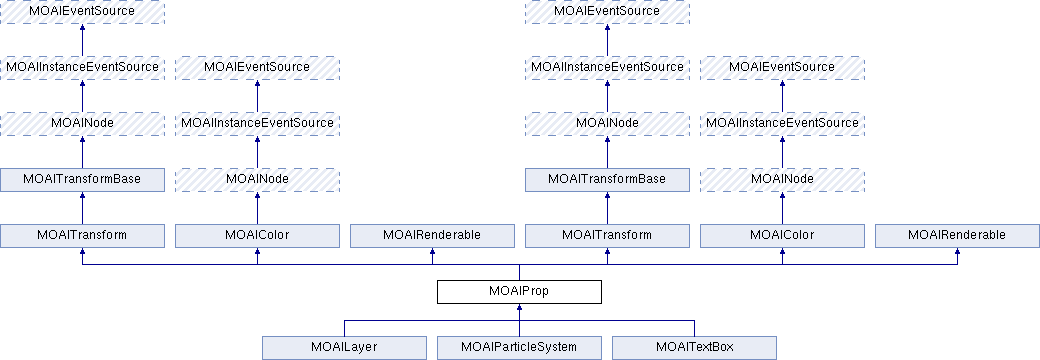 MOAIEventSource
MOAIEventSource
MOAIInstanceEventSource
MOAIEventSource
MOAIInstanceEventSource
MOAIEventSource
MOAINode
MOAIInstanceEventSource
MOAINode
MOAIInstanceEventSource
MOAITransformBase
MOAINode
MOAITransformBase
MOAINode
MOAITransform
MOAIColor
MOAIRenderable
MOAITransform
MOAIColor
MOAIRenderable
MOAIProp
MOAILayer
MOAIParticleSystem
MOAITextBox